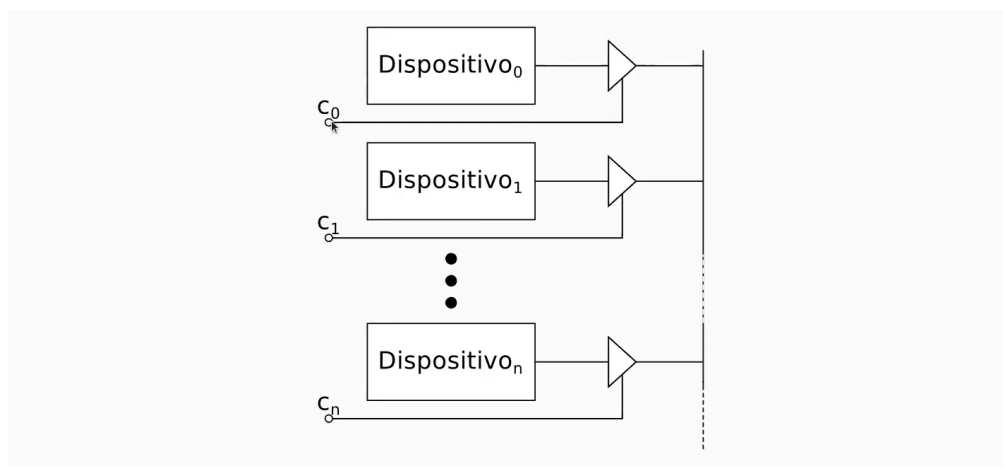 Dispositivo₀
c₀
Dispositivo₁
c₁
Dispositivoₙ
cₙ